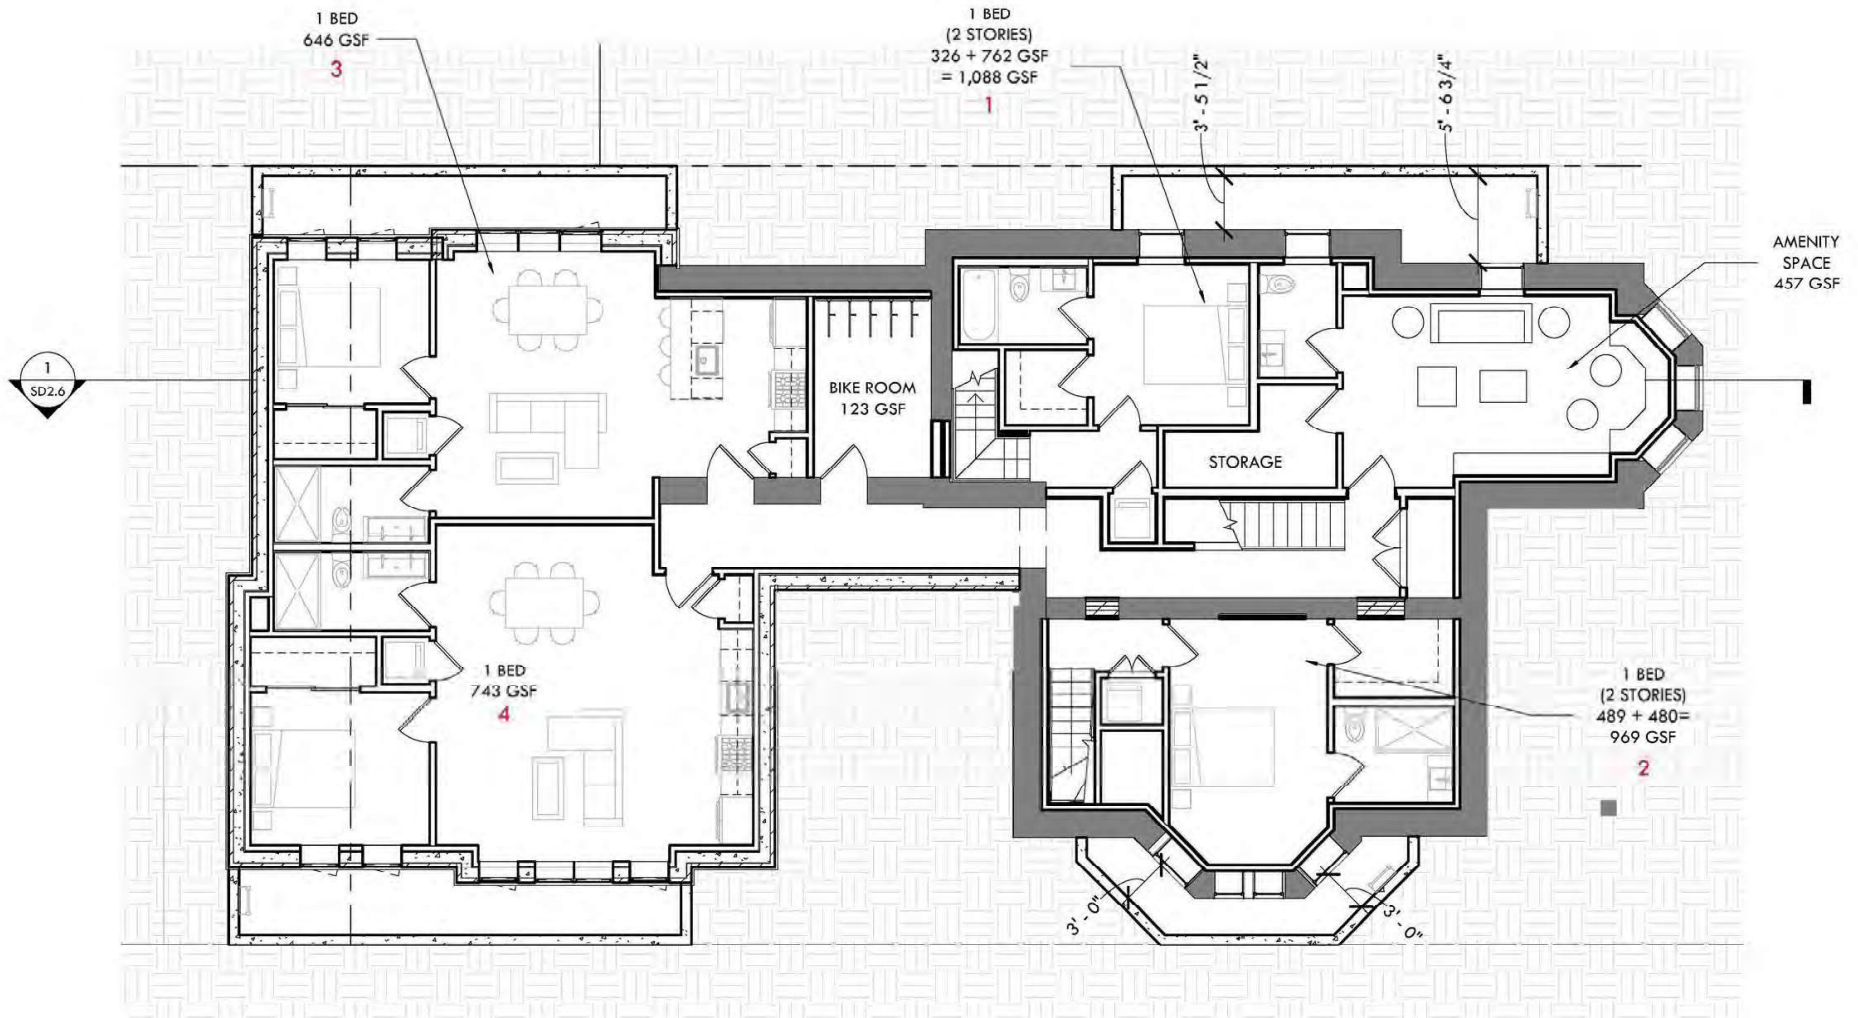 1 BED
646 GSF
3
1 BED
(2 STORIES)
326 + 762 GSF
= 1,088 GSF
1
3' - 5 1/2"
5' - 6 3/4"
AMENITY
SPACE
457 GSF
1
SD2.6
BIKE ROOM
123 GSF
STORAGE
1 BED
743 GSF
4
1 BED
(2 STORIES)
489 + 480=
969 GSF
2
3' - 0"
3' - 0"